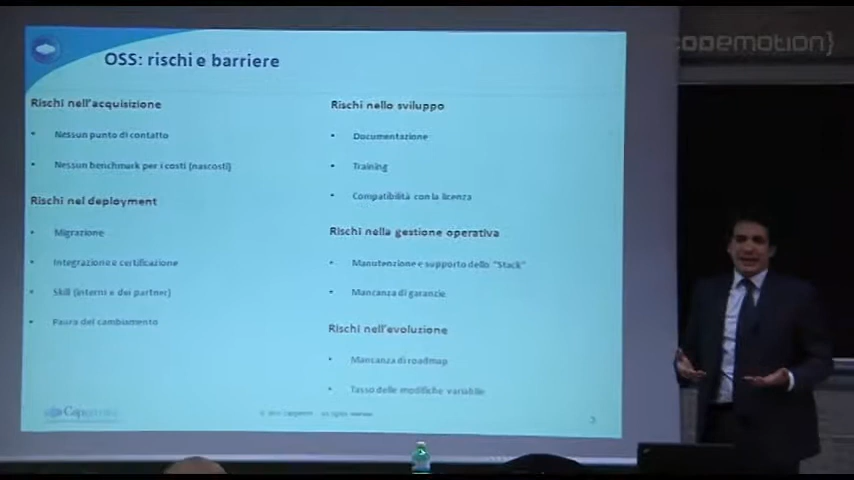 OSS: rischi e barriere
codemotion}
Rischi nell'acquisizione
• Nessun punto di contatto
• Nessun benchmark per i costi (nascosti)
Rischi nel deployment
• Migrazione
• Integrazione e certificazione
• Skill (interni e dei partner)
• Paura del cambiamento
Rischi nello sviluppo
• Documentazione
• Training
• Compatibilità con la licenza
Rischi nella gestione operativa
• Manutenzione e supporto dello "Stack"
• Mancanza di garanzie
Rischi nell'evoluzione
• Mancanza di roadmap
• Tasso delle modifiche variabile
Capgemini
3